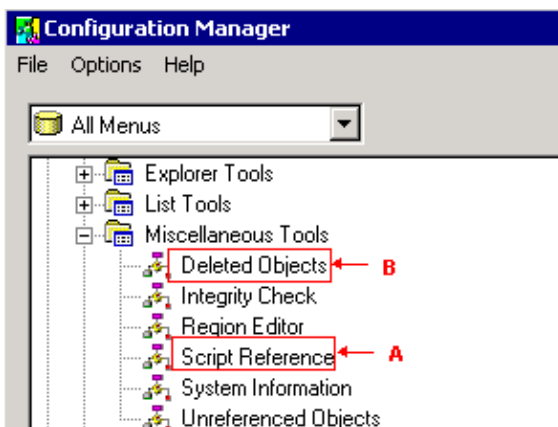 Configuration Manager
File Options Help
All Menus
Explorer Tools
List Tools
Miscellaneous Tools
Deleted Objects B
Integrity Check
Region Editor
Script Reference A
System Information
Unreferenced Objects